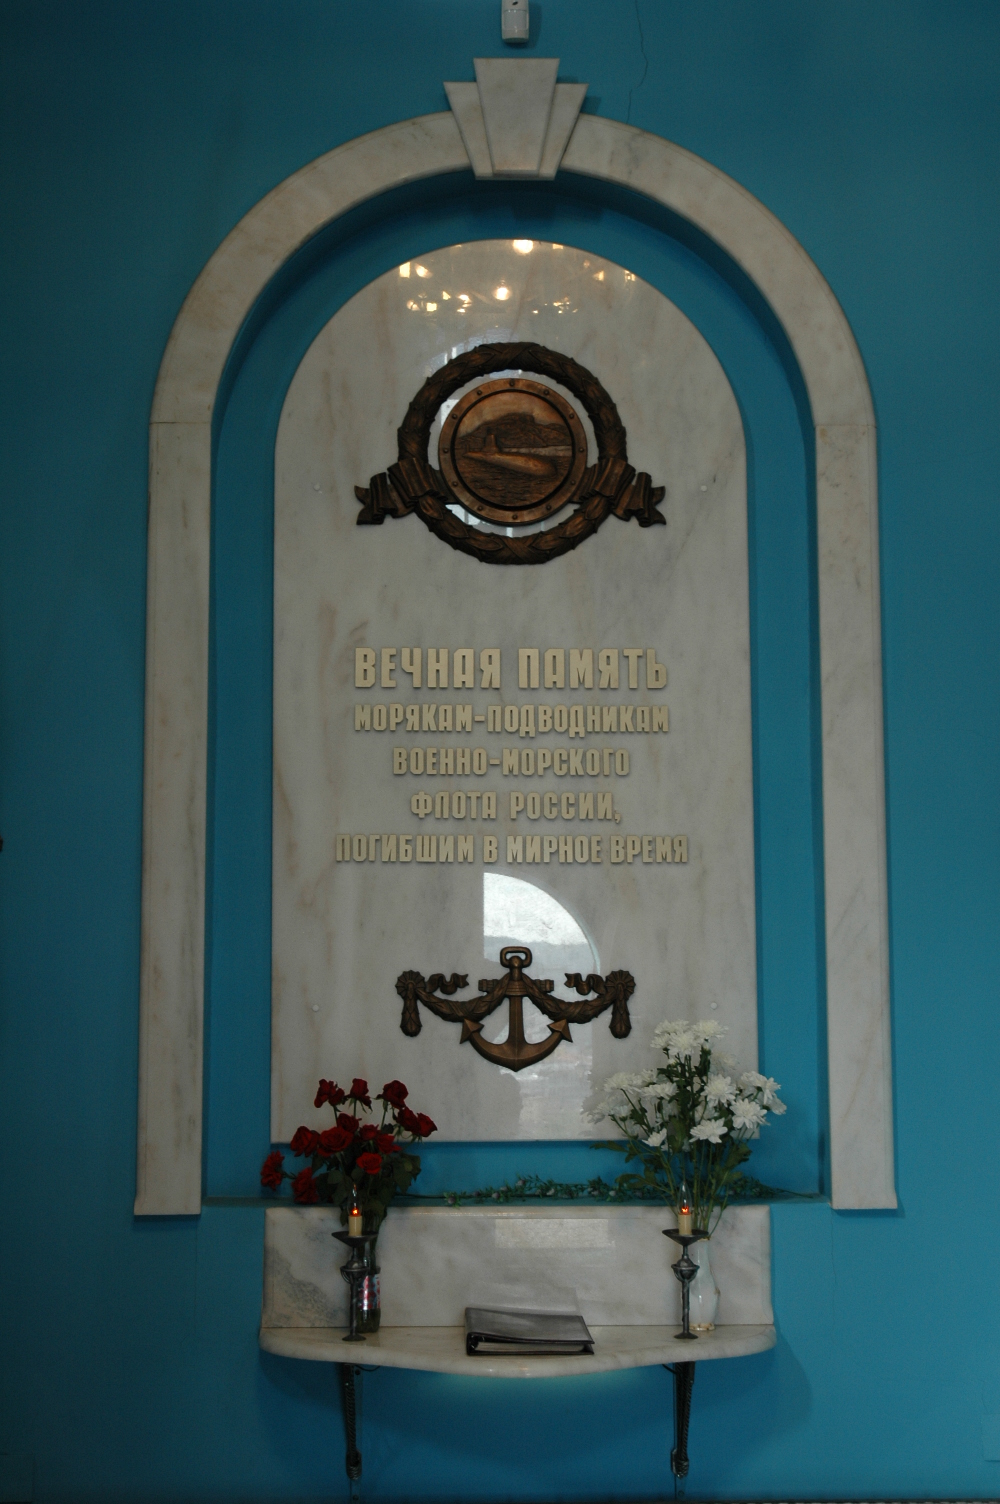 ВЕЧНАЯ ПАМЯТЬ
МОРЯКАМ-ПОДВОДНИКАМ
ВОЕННО-МОРСКОГО
ФЛОТА РОССИИ,
ПОГИБШИМ В МИРНОЕ ВРЕМЯ